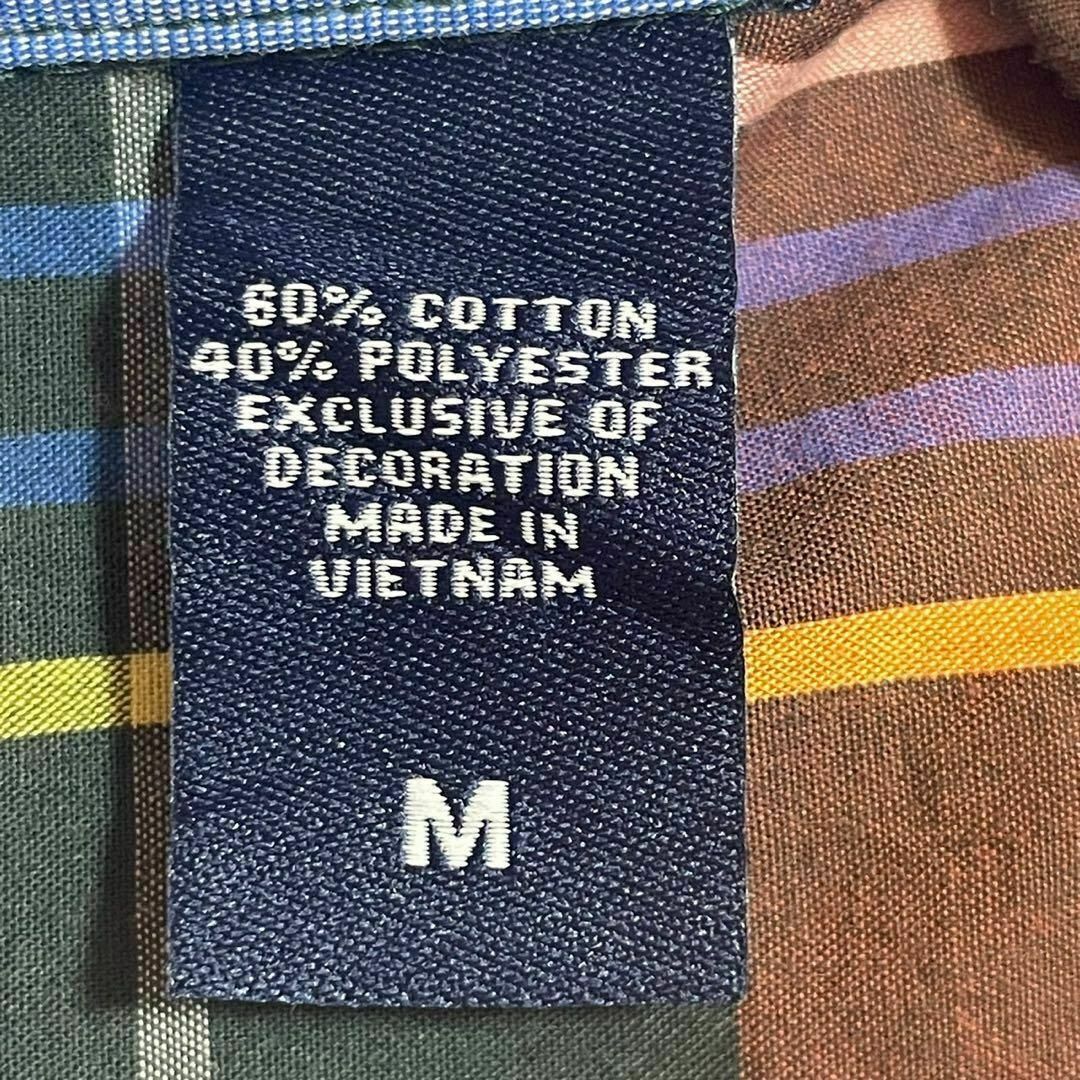 60% COTTON
40% POLYESTER
EXCLUSIVE OF
DECORATION
MADE IN
VIETNAM
M